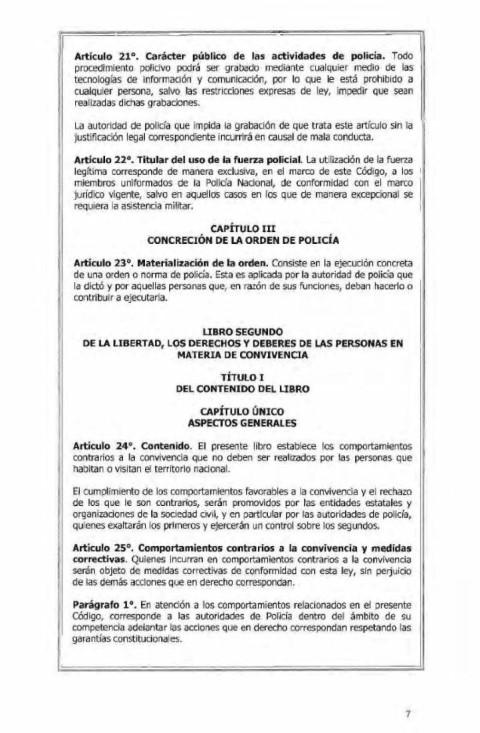 Artículo 21°. Carácter público de las actividades de policía. Todo
procedimiento policivo podrá ser grabado mediante cualquier medio de las
tecnologías de información y comunicación, por lo que le está prohibido a
cualquier persona, salvo las restricciones expresas de ley, impedir que sean
realizadas dichas grabaciones.
La autoridad de policía que impida la grabación de que trata este artículo sin la
justificación legal correspondiente incurrirá en causal de mala conducta.
Artículo 22°. Titular del uso de la fuerza policial. La utilización de la fuerza
legítima corresponde de manera exclusiva, en el marco de este Código, a los
miembros uniformados de la Policía Nacional, de conformidad con el marco
jurídico vigente, salvo en aquellos casos en los que de manera excepcional se
requiera la asistencia militar.
CAPÍTULO III
CONCRECIÓN DE LA ORDEN DE POLICÍA
Artículo 23°. Materialización de la orden. Consiste en la ejecución concreta
de una orden o norma de policía. Esta es aplicada por la autoridad de policía que
la dictó y por aquellas personas que, en razón de sus funciones, deban hacerlo o
contribuir a ejecutarla.
LIBRO SEGUNDO
DE LA LIBERTAD, LOS DERECHOS Y DEBERES DE LAS PERSONAS EN
MATERIA DE CONVIVENCIA
TÍTULO I
DEL CONTENIDO DEL LIBRO
CAPÍTULO ÚNICO
ASPECTOS GENERALES
Artículo 24°. Contenido. El presente libro establece los comportamientos
contrarios a la convivencia que no deben ser realizados por las personas que
habitan o visitan el territorio nacional.
El cumplimiento de los comportamientos favorables a la convivencia y el rechazo
de los que le son contrarios, serán promovidos por las entidades estatales y
organizaciones de la sociedad civil, y en particular por las autoridades de policía,
quienes exaltarán los primeros y ejercerán un control sobre los segundos.
Artículo 25°. Comportamientos contrarios a la convivencia y medidas
correctivas. Quienes incurran en comportamientos contrarios a la convivencia
serán objeto de medidas correctivas de conformidad con esta ley, sin perjuicio
de las demás acciones que en derecho correspondan.
Parágrafo 1°. En atención a los comportamientos relacionados en el presente
Código, corresponde a las autoridades de Policía dentro del ámbito de su
competencia adelantar las acciones que en derecho correspondan respetando las
garantías constitucionales.
7